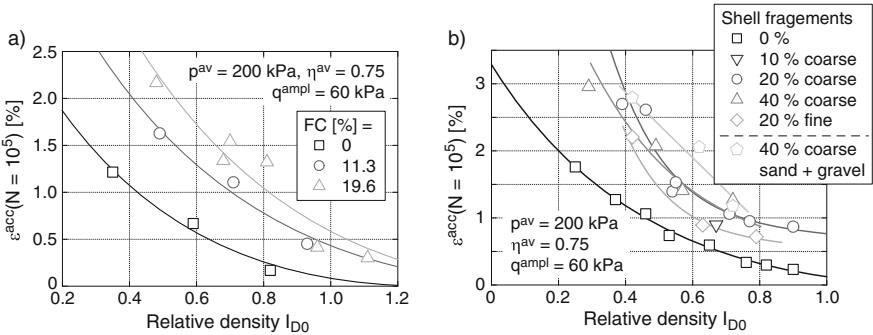 a)
2.5
2.0
1.5
1.0
0.5
0
0.2 0.4 0.6 0.8 1.0 1.2
ε^acc(N = 10^5) [%]
Relative density I_D0
p^av = 200 kPa, η^av = 0.75
q^ampl = 60 kPa
FC [%] =
0
11.3
19.6
b)
3
2
1
0
0 0.2 0.4 0.6 0.8 1.0
ε^acc(N = 10^5) [%]
Relative density I_D0
p^av = 200 kPa
η^av = 0.75
q^ampl = 60 kPa
Shell fragements
0 %
10 % coarse
20 % coarse
40 % coarse
20 % fine
40 % coarse
sand + gravel